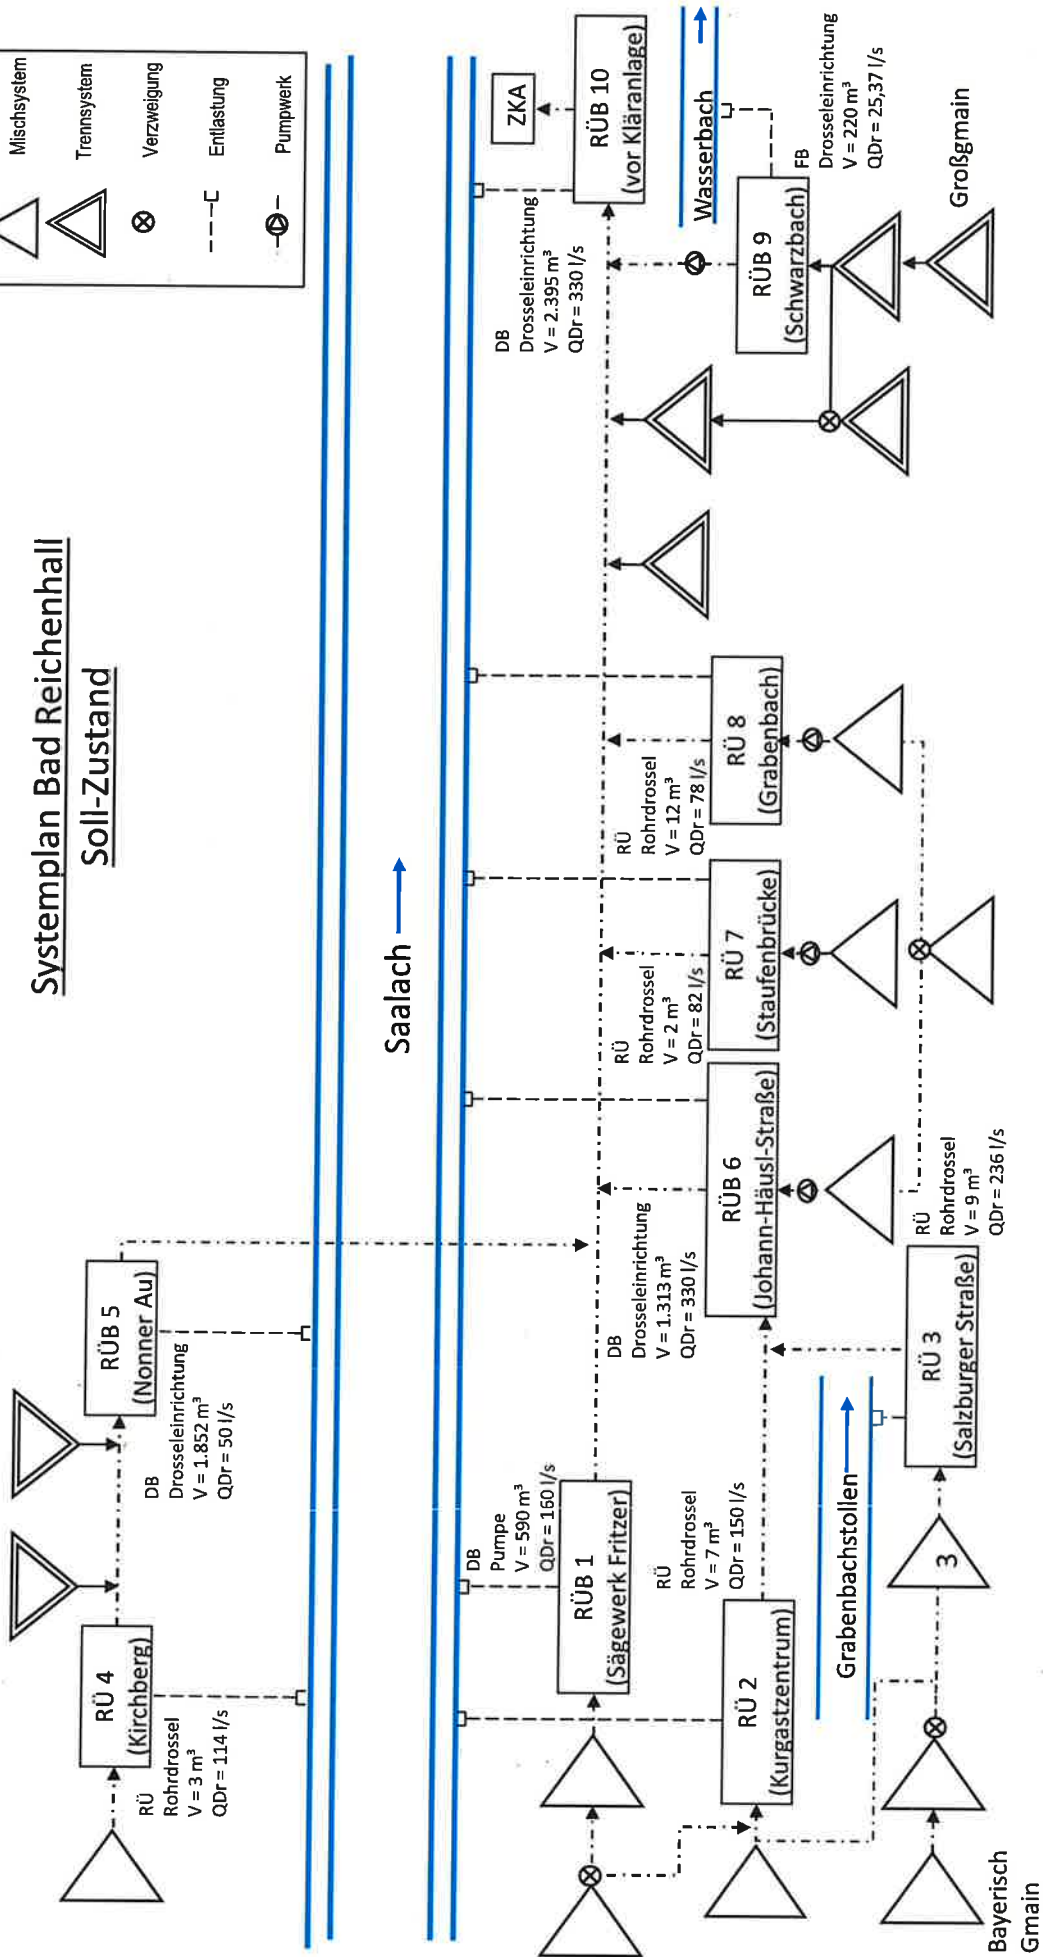 Systemplan Bad Reichenhall
Soll-Zustand
Mischsystem
Trennsystem
Verzweigung
Entlastung
Pumpwerk
RÜ 4
(Kirchberg)
RÜ
Rohrdrossel
V = 3 m³
QDr = 114 l/s
RÜB 5
(Nonner Au)
DB
Drosseleinrichtung
V = 1.852 m³
QDr = 50 l/s
Saalach
DB
Pumpe
V = 590 m³
QDr = 160 l/s
RÜB 1
(Sägewerk Fritzer)
RÜ
Rohrdrossel
V = 7 m³
QDr = 150 l/s
RÜ 2
(Kurgastzentrum)
Grabenbachstollen
3
RÜ 3
(Salzburger Straße)
RÜ
Rohrdrossel
V = 9 m³
QDr = 236 l/s
Bayerisch
Gmain
DB
Drosseleinrichtung
V = 1.313 m³
QDr = 330 l/s
RÜB 6
(Johann-Häusl-Straße)
RÜ
Rohrdrossel
V = 2 m³
QDr = 82 l/s
RÜ 7
(Staufenbrücke)
RÜ
Rohrdrossel
V = 12 m³
QDr = 78 l/s
RÜ 8
(Grabenbach)
DB
Drosseleinrichtung
V = 2.395 m³
QDr = 330 l/s
ZKA
RÜB 10
(vor Kläranlage)
Wasserbach
RÜB 9
(Schwarzbach)
FB
Drosseleinrichtung
V = 220 m³
QDr = 25,37 l/s
Großgmain